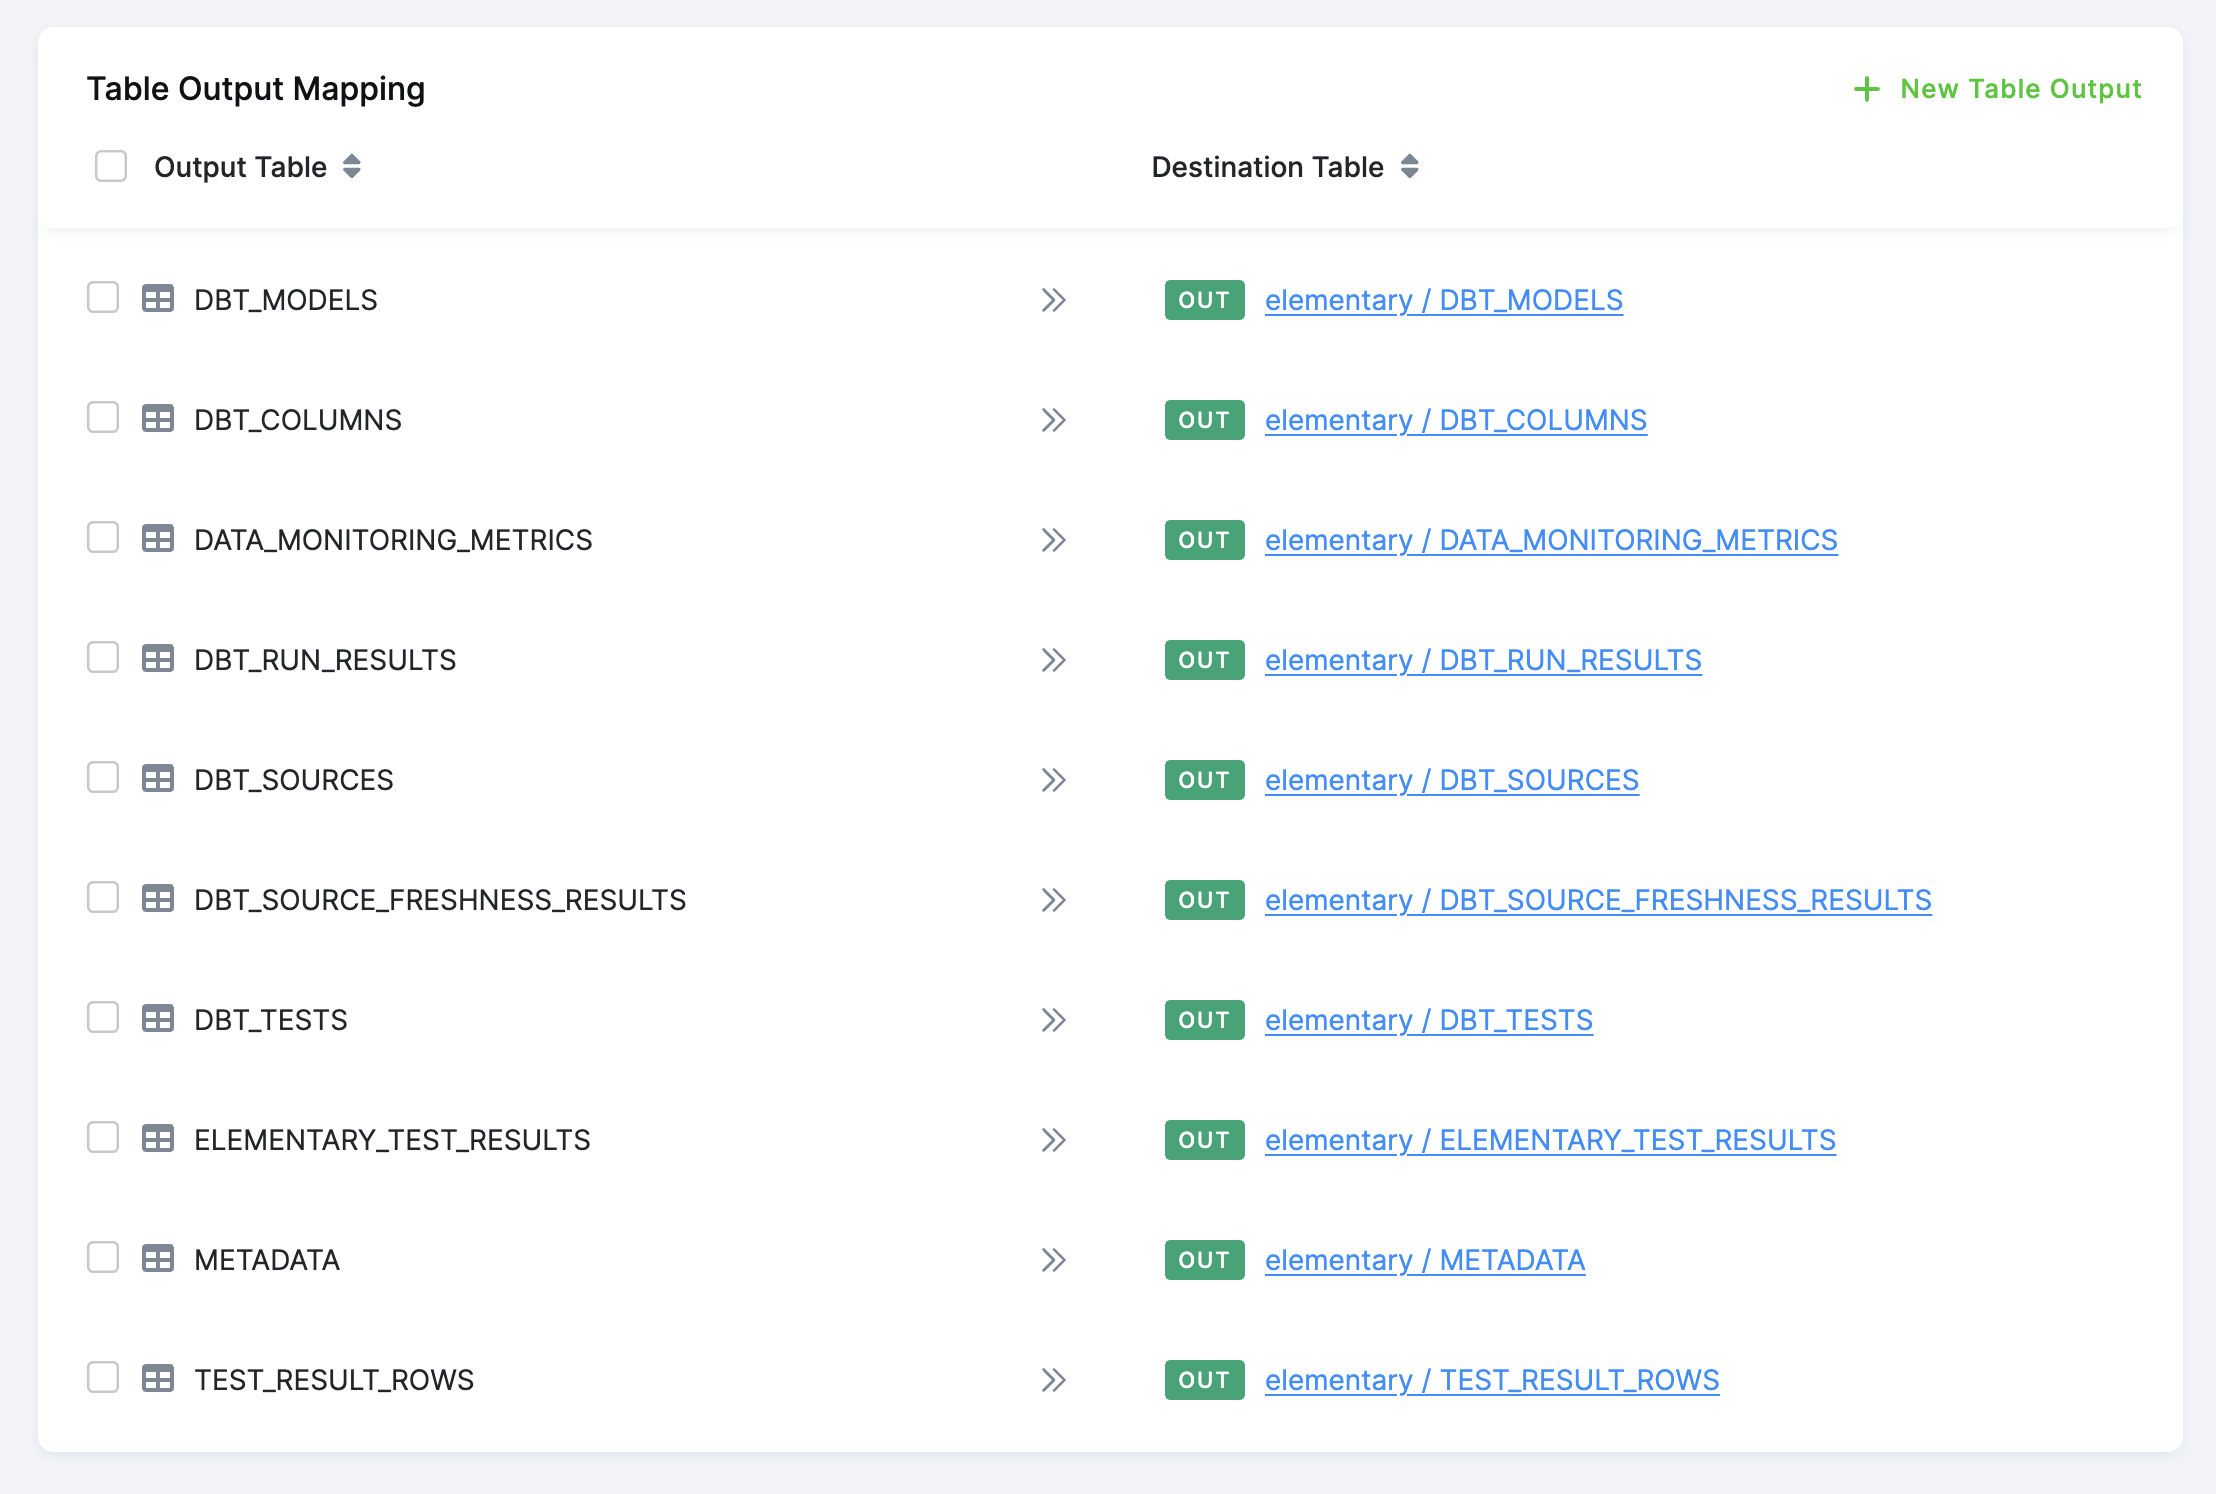 Table Output Mapping
New Table Output
Output Table
Destination Table
DBT_MODELS
OUT elementary / DBT_MODELS
DBT_COLUMNS
OUT elementary / DBT_COLUMNS
DATA_MONITORING_METRICS
OUT elementary / DATA_MONITORING_METRICS
DBT_RUN_RESULTS
OUT elementary / DBT_RUN_RESULTS
DBT_SOURCES
OUT elementary / DBT_SOURCES
DBT_SOURCE_FRESHNESS_RESULTS
OUT elementary / DBT_SOURCE_FRESHNESS_RESULTS
DBT_TESTS
OUT elementary / DBT_TESTS
ELEMENTARY_TEST_RESULTS
OUT elementary / ELEMENTARY_TEST_RESULTS
METADATA
OUT elementary / METADATA
TEST_RESULT_ROWS
OUT elementary / TEST_RESULT_ROWS